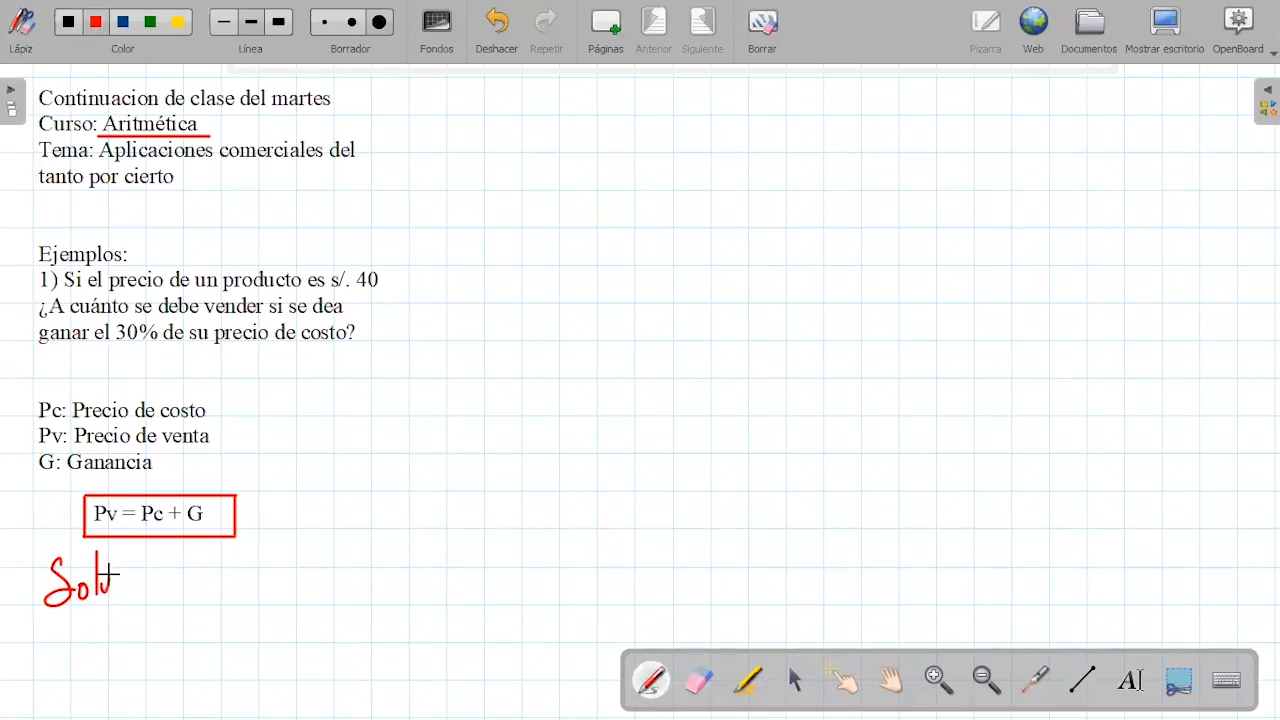 Lápiz
Color
Línea
Borrador
Fondos
Deshacer
Repetir
Páginas
Anterior
Siguiente
Borrar
Pizarra
Web
Documentos
Mostrar escritorio
OpenBoard
Continuacion de clase del martes
Curso: Aritmética
Tema: Aplicaciones comerciales del
tanto por cierto
Ejemplos:
1) Si el precio de un producto es s/. 40
¿A cuánto se debe vender si se dea
ganar el 30% de su precio de costo?
Pc: Precio de costo
Pv: Precio de venta
G: Ganancia
Pv = Pc + G
Solu
AI